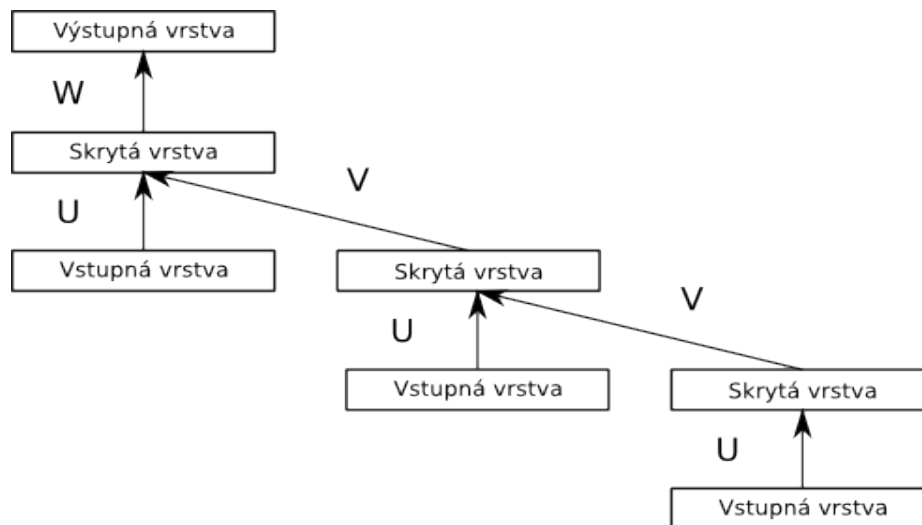 Výstupná vrstva
W
Skrytá vrstva
V
U
Vstupná vrstva
Skrytá vrstva
V
U
Vstupná vrstva
Skrytá vrstva
U
Vstupná vrstva